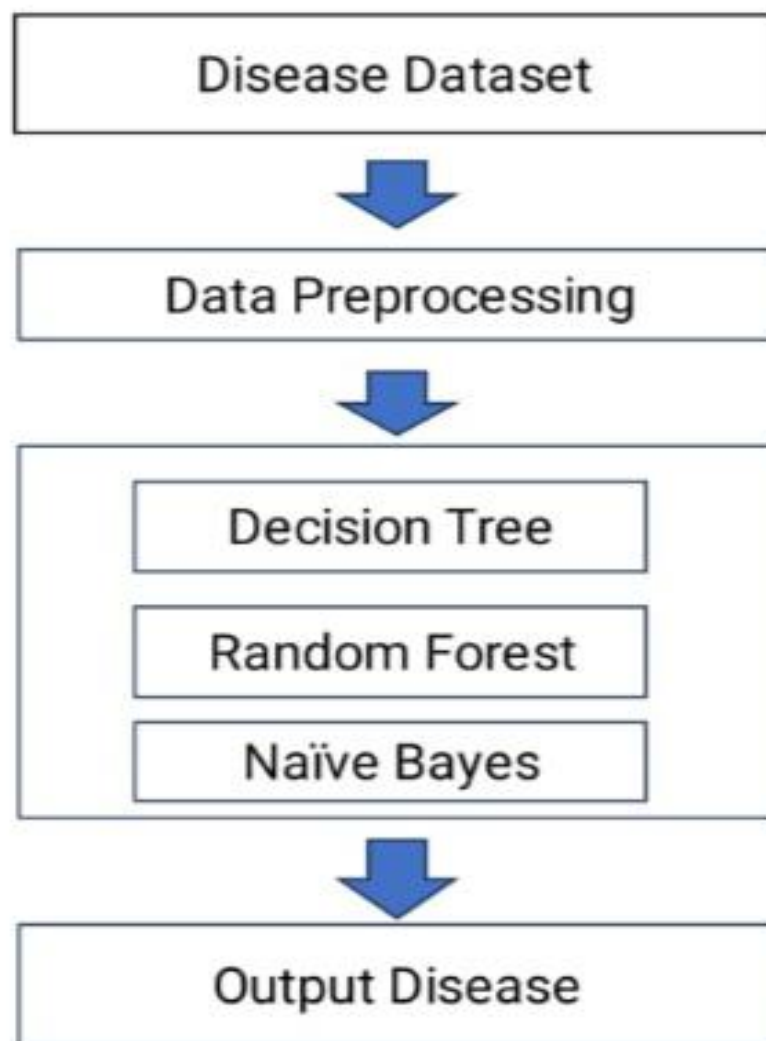 Disease Dataset
Data Preprocessing
Decision Tree
Random Forest
Naïve Bayes
Output Disease